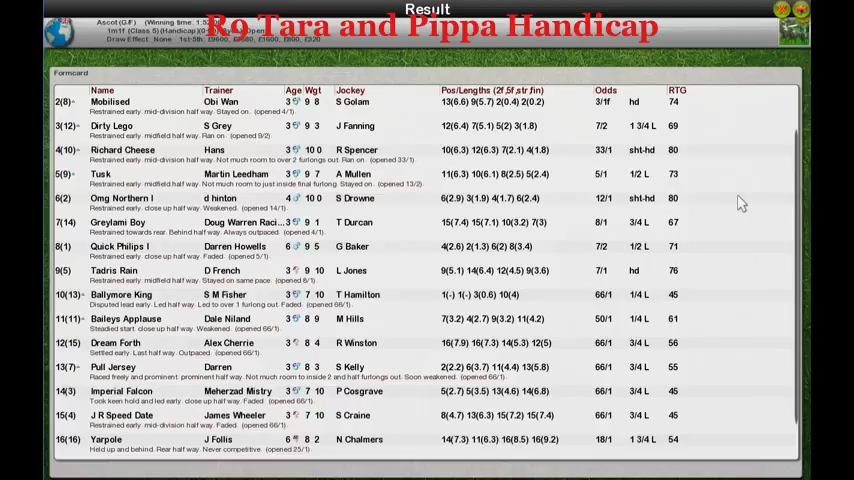 Result
Ro Tara and Pippa Handicap
Ascot (G/F) (Winning time: 1:52
1m1f (Class 5) (Handicap)(0- Open
Draw Effect: None 1st-5th: £9600, £1600, £800, £320
Formcard
Name Trainer Age Wgt Jockey Pos/Lengths (2f,5f,str,fin) Odds RTG
2(8) Mobilised Obi Wan 3 9 8 S Golam 13(6.6) 9(5.7) 2(0.4) 2(0.2) 3/1f hd 74
Restrained early. mid-division half way. Stayed on. (opened 4/1).
3(12) Dirty Lego S Grey 3 9 3 J Fanning 12(6.4) 7(5.1) 5(2) 3(1.8) 7/2 1 3/4 L 69
Restrained early. midfield half way. Ran on. (opened 9/2).
4(10) Richard Cheese Hans 3 10 0 R Spencer 10(6.3) 12(6.3) 7(2.1) 4(1.8) 33/1 sht-hd 80
Restrained early. mid-division half way. Not much room to over 2 furlongs out. Ran on. (opened 33/1).
5(9) Tusk Martin Leedham 3 9 7 A Mullen 11(6.3) 10(6.1) 8(2.5) 5(2.4) 5/1 1/2 L 73
Restrained early. midfield half way. Not much room to just inside final furlong. Stayed on. (opened 13/2).
6(2) Omg Northern I d hinton 4 10 0 S Drowne 6(2.9) 3(1.9) 4(1.7) 6(2.4) 12/1 sht-hd 80
Restrained early. close up half way. Weakened. (opened 14/1).
7(14) Greylami Boy Doug Warren Raci... 3 9 1 T Durcan 15(7.4) 15(7.1) 10(3.2) 7(3) 8/1 3/4 L 67
Restrained towards rear. Behind half way. Always outpaced. (opened 4/1).
8(1) Quick Philips I Darren Howells 6 9 5 G Baker 4(2.6) 2(1.3) 6(2) 8(3.4) 7/2 1/2 L 71
Restrained early. close up half way. Faded. (opened 5/1).
9(5) Tadris Rain D French 3 9 10 L Jones 9(5.1) 14(6.4) 12(4.5) 9(3.6) 7/1 hd 76
Restrained early. midfield half way. Stayed on same pace. (opened 8/1).
10(13) Ballymore King S M Fisher 3 7 10 T Hamilton 1(-) 1(-) 3(0.6) 10(4) 66/1 1/4 L 45
Disputed lead early. Led half way. Led to over 1 furlong out. Faded. (opened 66/1).
11(11) Baileys Applause Dale Niland 3 8 9 M Hills 7(3.2) 4(2.7) 9(3.2) 11(4.2) 50/1 1/4 L 61
Steadied start. close up half way. Weakened. (opened 66/1).
12(15) Dream Forth Alex Cherrie 3 8 4 R Winston 16(7.9) 16(7.3) 14(5.3) 12(5) 66/1 3/4 L 56
Settled early. Last half way. Outpaced. (opened 66/1).
13(7) Pull Jersey Darren 3 8 3 S Kelly 2(2.2) 6(3.7) 11(4.4) 13(5.8) 66/1 3/4 L 55
Placed freely and prominent. prominent half way. Not much room to inside 2 and half furlongs out. Soon weakened. (opened 66/1).
14(3) Imperial Falcon Meherzad Mistry 3 7 10 P Cosgrave 5(2.7) 5(3.5) 13(4.6) 14(6.8) 66/1 3/4 L 45
Took keen hold and led early. close up half way. Faded. (opened 66/1).
15(4) J R Speed Date James Wheeler 3 7 10 S Craine 8(4.7) 13(6.3) 15(7.2) 15(7.4) 66/1 3/4 L 45
Restrained early. mid-division half way. Faded. (opened 66/1).
16(16) Yarpole J Follis 6 8 2 N Chalmers 14(7.3) 11(6.3) 16(8.5) 16(9.2) 18/1 1 3/4 L 54
Held up and behind. Rear half way. Never competitive. (opened 25/1).